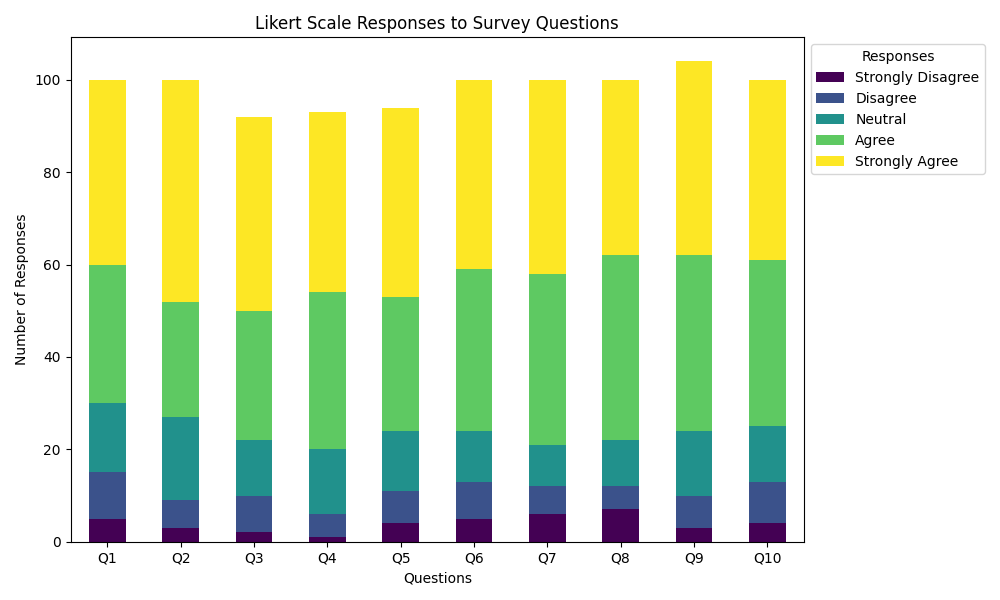 Likert Scale Responses to Survey Questions
Number of Responses
100
80
60
40
20
0
Q1 Q2 Q3 Q4 Q5 Q6 Q7 Q8 Q9 Q10
Questions
Responses
Strongly Disagree
Disagree
Neutral
Agree
Strongly Agree